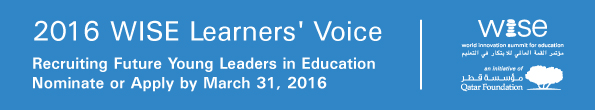 2016 WISE Learners' Voice
Recruiting Future Young Leaders in Education
Nominate or Apply by March 31, 2016
wise
world innovation summit for education
مؤتمر القمة العالمي للابتكار في التعليم
an initiative of
مؤسسة قطر
Qatar Foundation